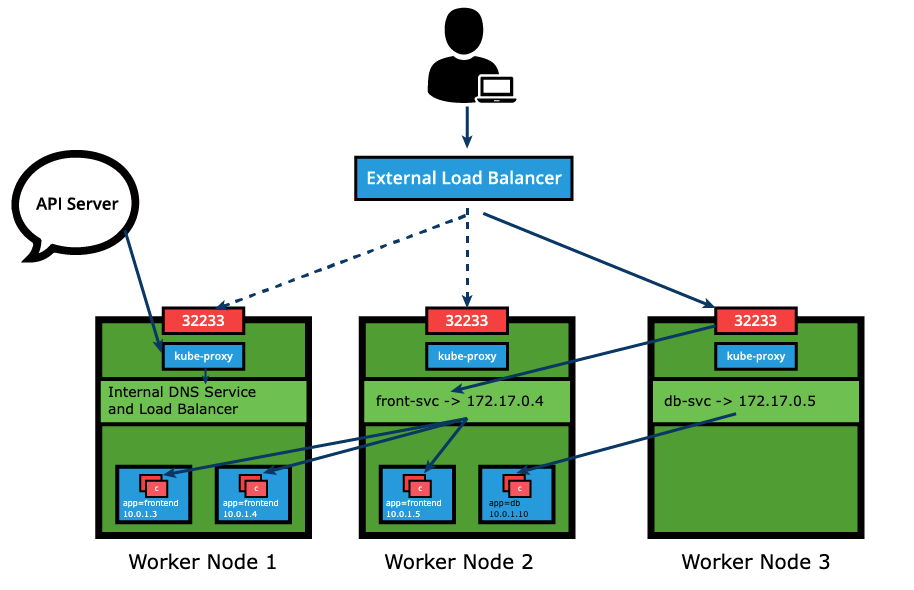 External Load Balancer
API Server
32233
32233
32233
kube-proxy
kube-proxy
kube-proxy
Internal DNS Service
and Load Balancer
front-svc -> 172.17.0.4
db-svc -> 172.17.0.5
c
app=frontend
10.0.1.3
c
app=frontend
10.0.1.4
c
app=frontend
10.0.1.5
c
app=db
10.0.1.10
Worker Node 1
Worker Node 2
Worker Node 3